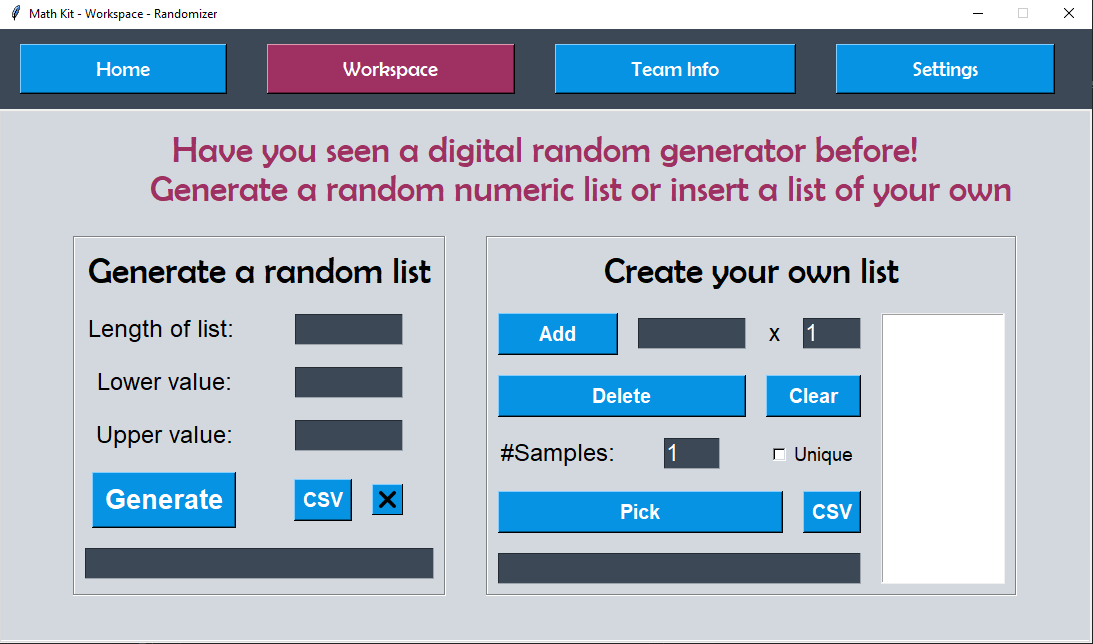 Math Kit - Workspace - Randomizer
Home Workspace Team Info Settings
Have you seen a digital random generator before!
Generate a random numeric list or insert a list of your own
Generate a random list
Length of list:
Lower value:
Upper value:
Generate CSV
Create your own list
Add x 1
Delete Clear
#Samples: 1 Unique
Pick CSV